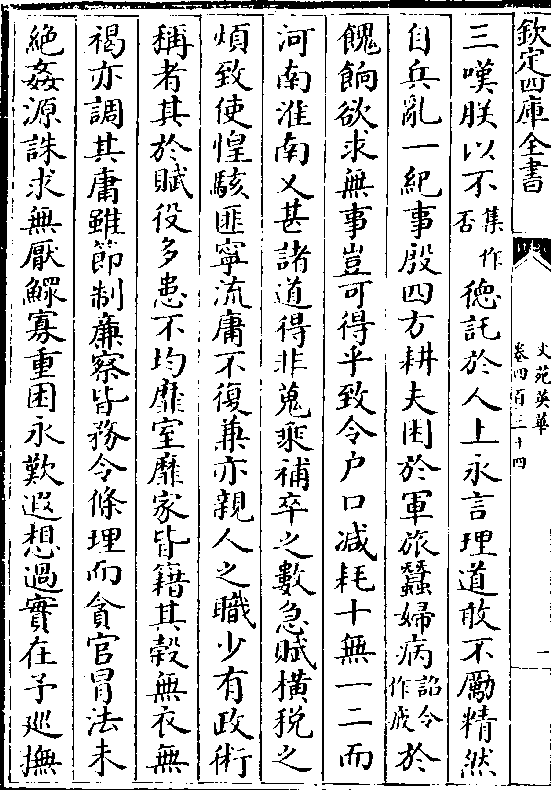 欽定四庫全書
文苑英華
卷四百三十四
一
三嘆朕以不集作否德託於人上永言理道敢不勵精然
自兵亂一紀事殷四方耕夫困於軍旅蠶婦病詔令作疲於
餽餉欲求無事豈可得乎致令户口减耗十無一二而
河南淮南又甚諸道得非蒐乘補卒之數急賦横税之
煩致使惶駭匪寧流庸不復兼亦親人之職少有政術
稱者其於賦役多患不均靡室靡家皆籍其榖無衣無
褐亦調其庸雖節制亷察皆務令條理而貪官冒法未
絶姦源誅求無厭鰥寡重困永歎遐想過實在予巡撫